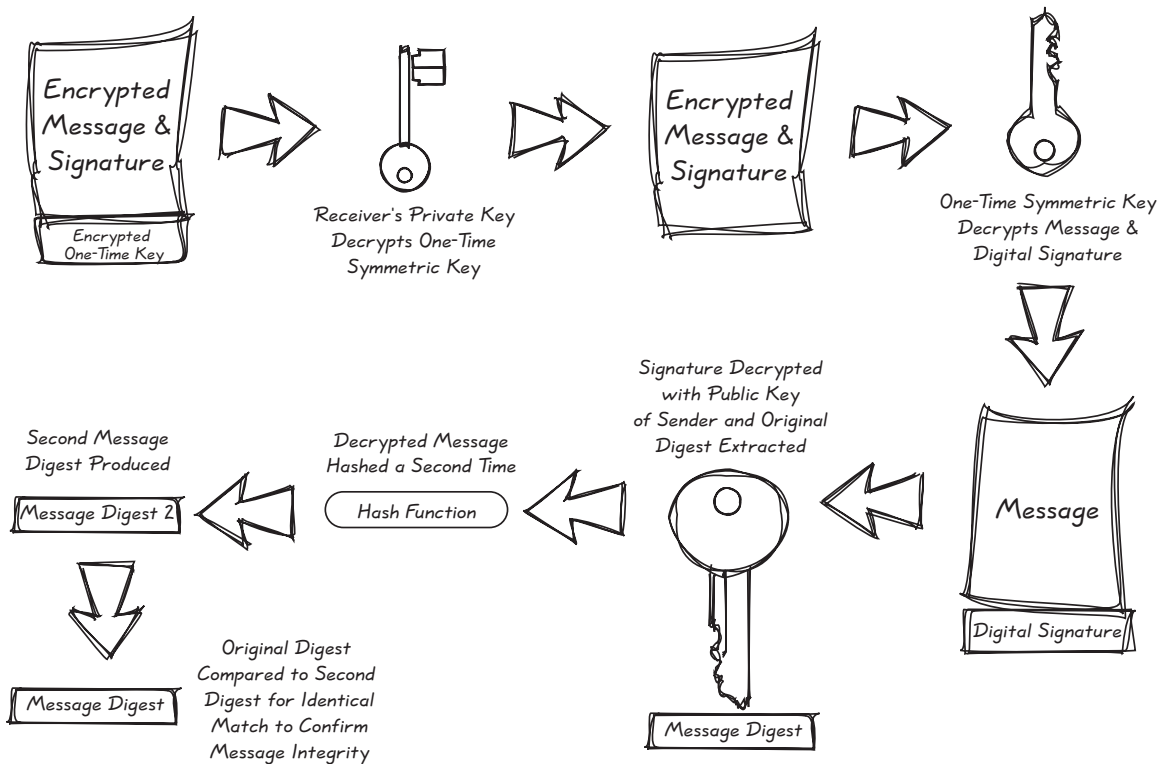 Encrypted
Message &
Signature
Encrypted
One-Time Key
Receiver's Private Key
Decrypts One-Time
Symmetric Key
Encrypted
Message &
Signature
One-Time Symmetric Key
Decrypts Message &
Digital Signature
Message
Digital Signature
Signature Decrypted
with Public Key
of Sender and Original
Digest Extracted
Message Digest
Decrypted Message
Hashed a Second Time
Hash Function
Second Message
Digest Produced
Message Digest 2
Message Digest
Original Digest
Compared to Second
Digest for Identical
Match to Confirm
Message Integrity